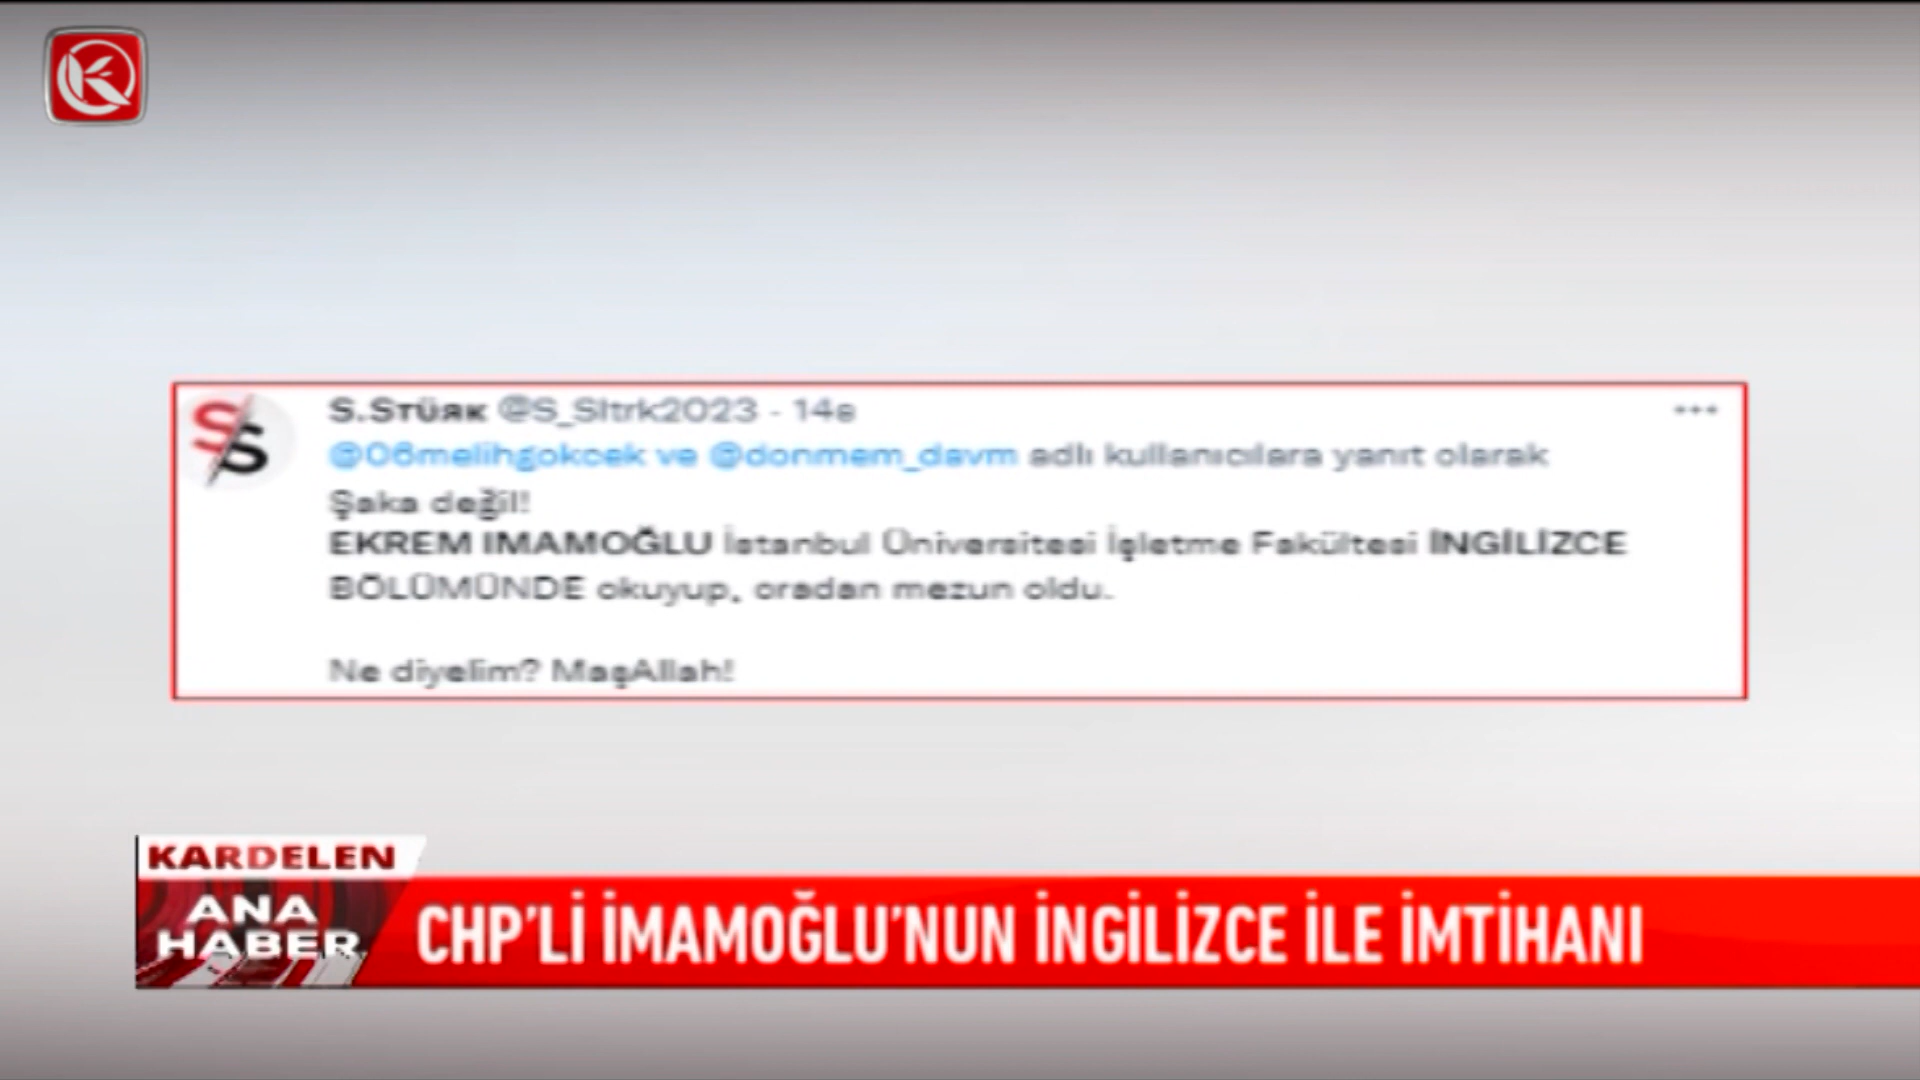 S.Stürk @S_Sltrk2023 · 14s
@06melihgokcek ve @donmem_davm adlı kullanıcılara yanıt olarak
Şaka değil!
EKREM IMAMOĞLU İstanbul Üniversitesi İşletme Fakültesi İNGİLİZCE
BÖLÜMÜNDE okuyup, oradan mezun oldu.
Ne diyelim? MaşAllah!
KARDELEN
ANA
HABER
CHP'Lİ İMAMOĞLU'NUN İNGİLİZCE İLE İMTİHANI